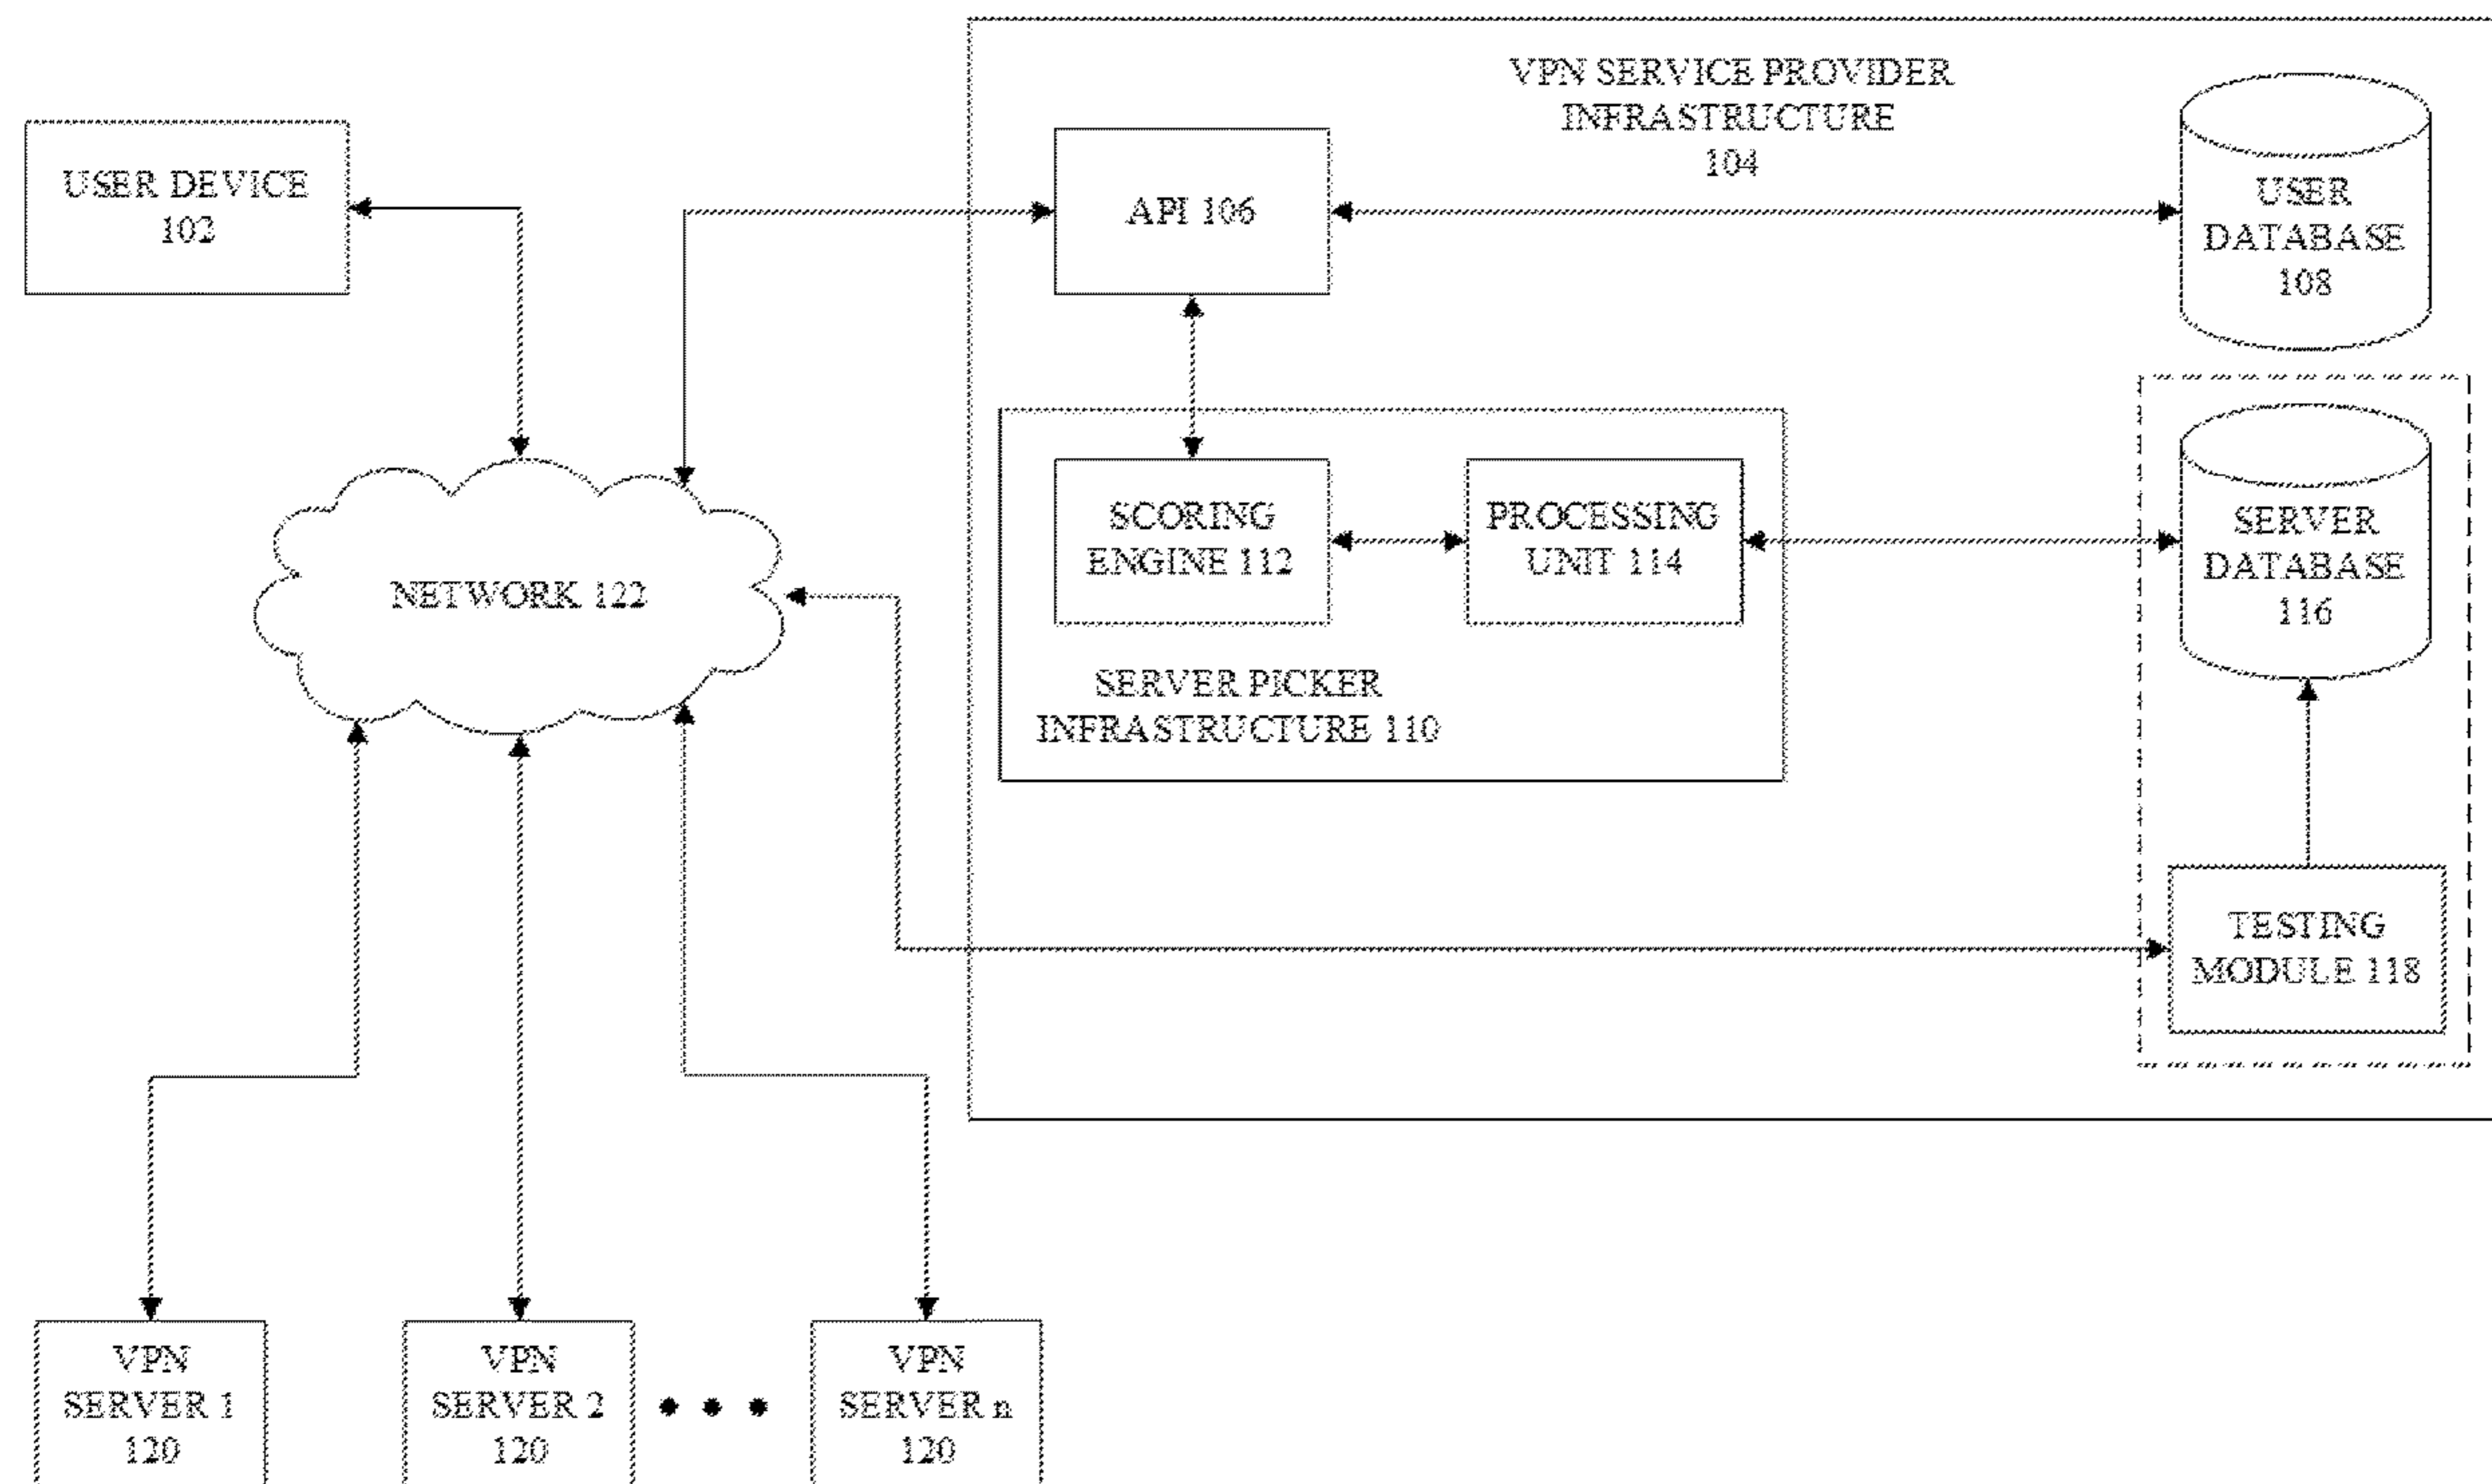 VPN SERVICE PROVIDER
INFRASTRUCTURE
104
USER DEVICE
102
API 106
USER
DATABASE
108
SCORING
ENGINE 112
PROCESSING
UNIT 114
SERVER
DATABASE
116
NETWORK 122
SERVER PICKER
INFRASTRUCTURE 110
TESTING
MODULE 118
VPN
SERVER 1
120
VPN
SERVER 2
120
VPN
SERVER n
120